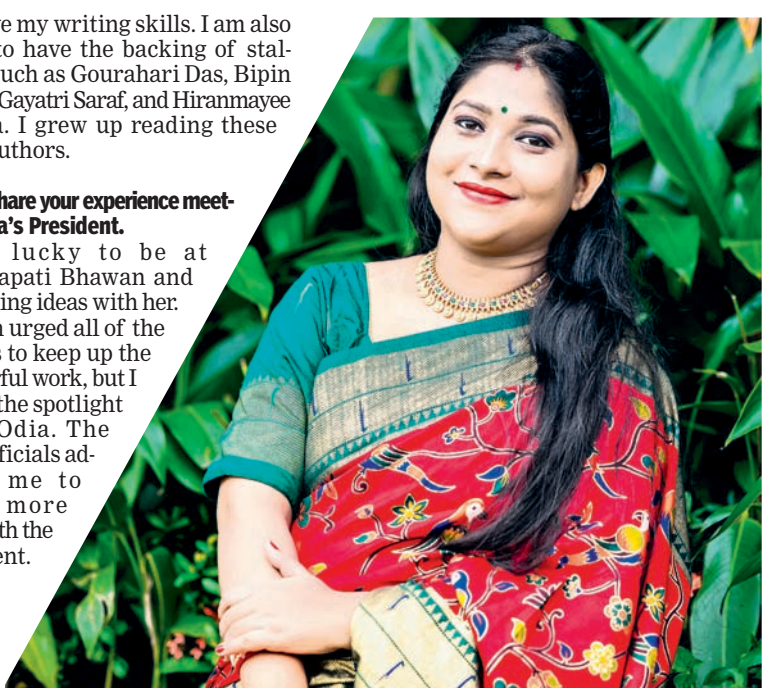 ve my writing skills. I am also
to have the backing of stal-
uch as Gourahari Das, Bipin
Gayatri Saraf, and Hiranmayee
. I grew up reading these
uthors.
hare your experience meet-
a's President.
lucky to be at
apati Bhawan and
ing ideas with her.
urged all of the
s to keep up the
ful work, but I
the spotlight
Odia. The
ficials ad-
me to
more
th the
ent.